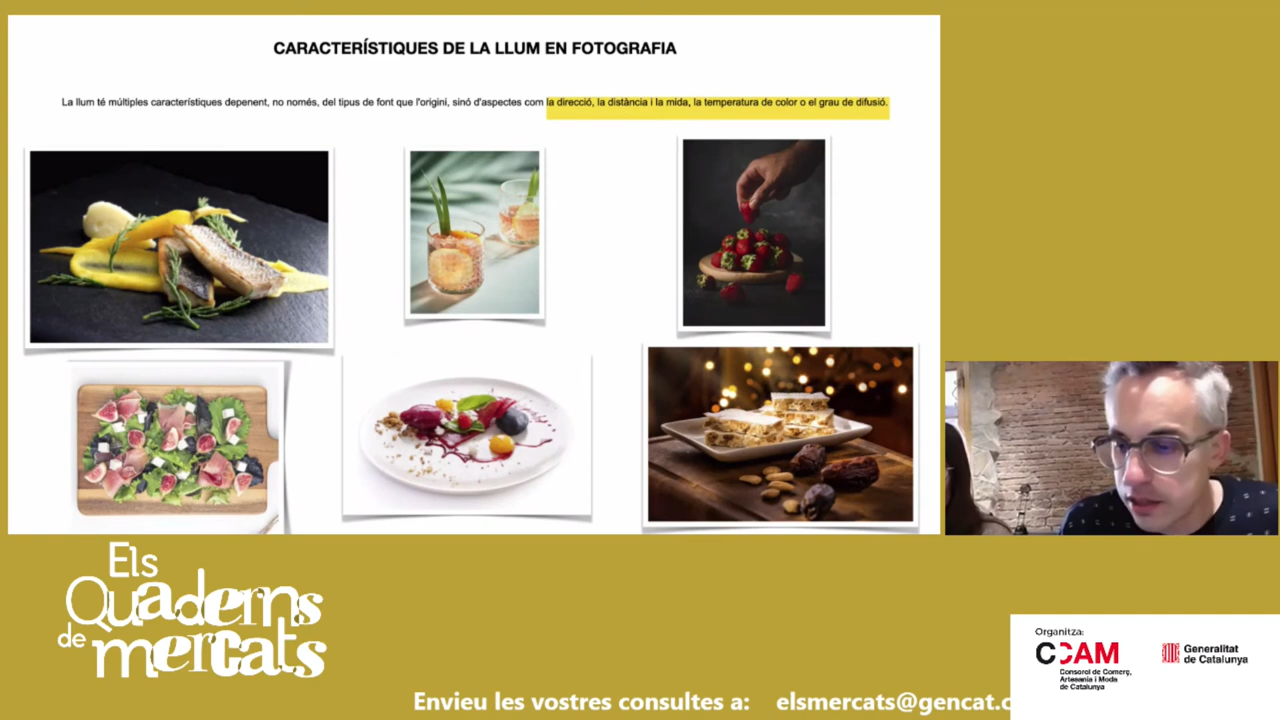 CARACTERÍSTIQUES DE LA LLUM EN FOTOGRAFIA
La llum té múltiples característiques depenent, no només, del tipus de font que l'origini, sinó d'aspectes com la direcció, la distància i la mida, la temperatura de color o el grau de difusió.
Els
Quaderns
de mercats
Organitza:
CCAM
Consorci de Comerç,
Artesania i Moda
de Catalunya
Generalitat
de Catalunya
Envieu les vostres consultes a: elsmercats@gencat.c